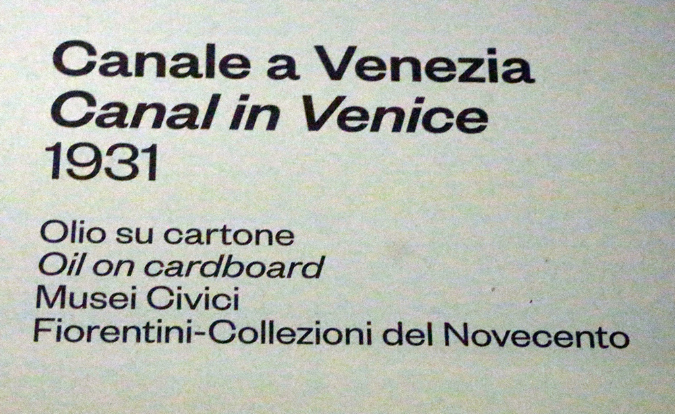 Canale a Venezia
Canal in Venice
1931
Olio su cartone
Oil on cardboard
Musei Civici
Fiorentini-Collezioni del Novecento